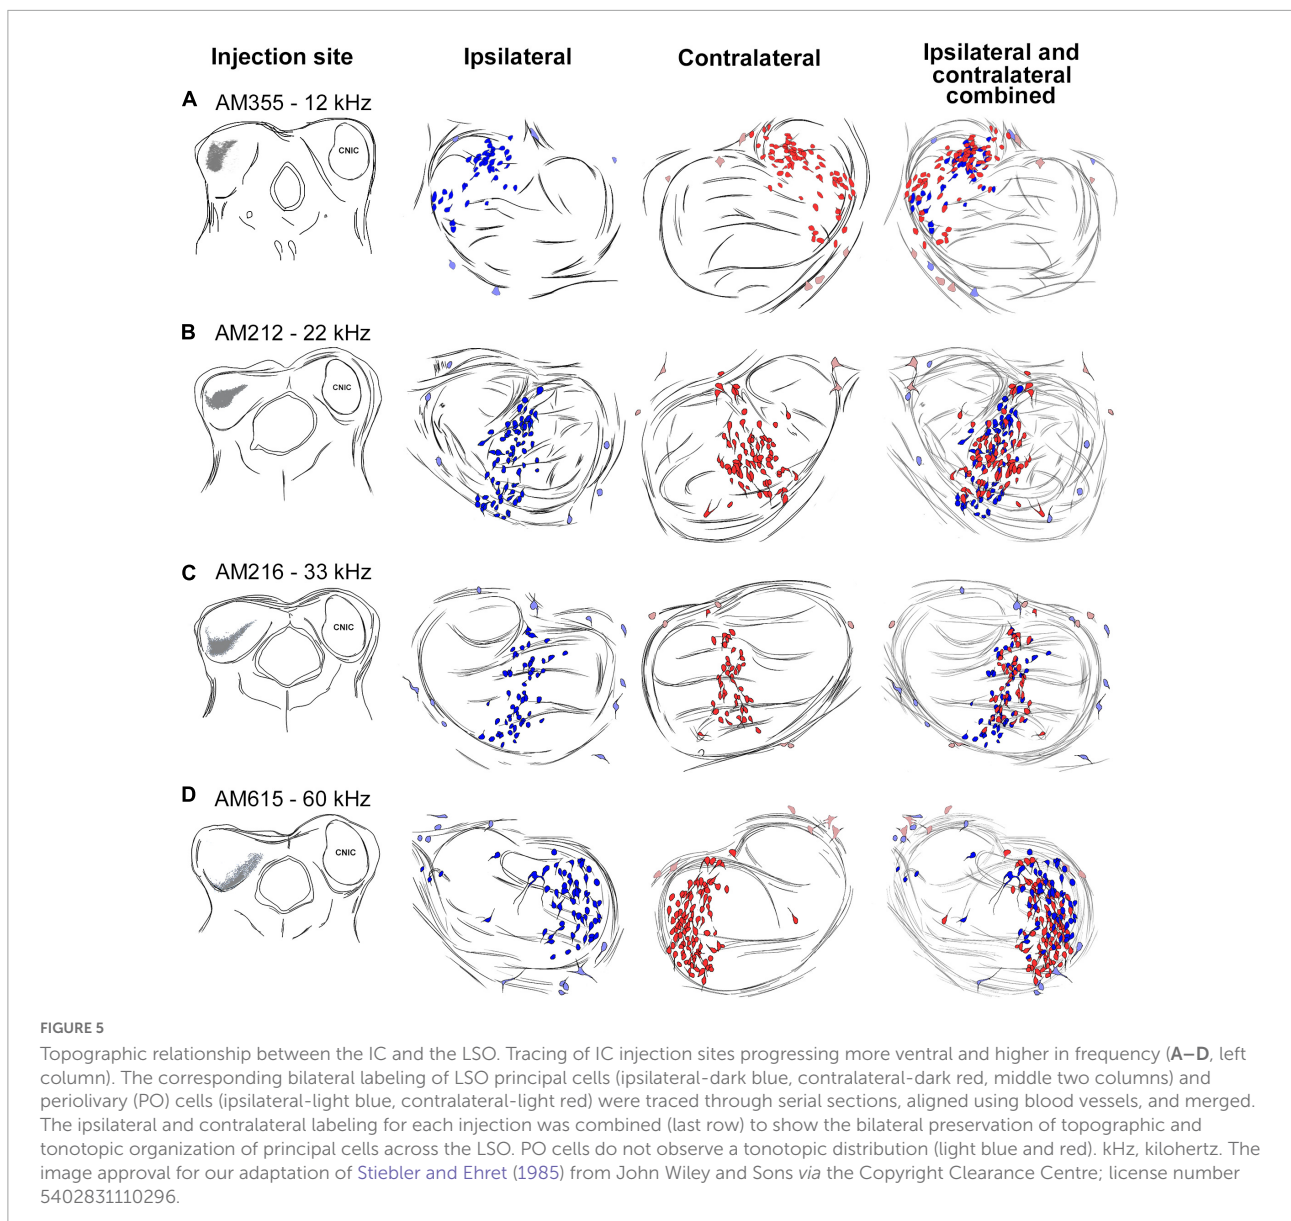 Injection site
Ipsilateral
Contralateral
Ipsilateral and
contralateral
combined
A AM355 - 12 kHz
CNIC
B AM212 - 22 kHz
CNIC
C AM216 - 33 kHz
CNIC
D AM615 - 60 kHz
CNIC
FIGURE 5
Topographic relationship between the IC and the LSO. Tracing of IC injection sites progressing more ventral and higher in frequency (A–D, left
column). The corresponding bilateral labeling of LSO principal cells (ipsilateral-dark blue, contralateral-dark red, middle two columns) and
periolivary (PO) cells (ipsilateral-light blue, contralateral-light red) were traced through serial sections, aligned using blood vessels, and merged.
The ipsilateral and contralateral labeling for each injection was combined (last row) to show the bilateral preservation of topographic and
tonotopic organization of principal cells across the LSO. PO cells do not observe a tonotopic distribution (light blue and red). kHz, kilohertz. The
image approval for our adaptation of Stiebler and Ehret (1985) from John Wiley and Sons via the Copyright Clearance Centre; license number
5402831110296.